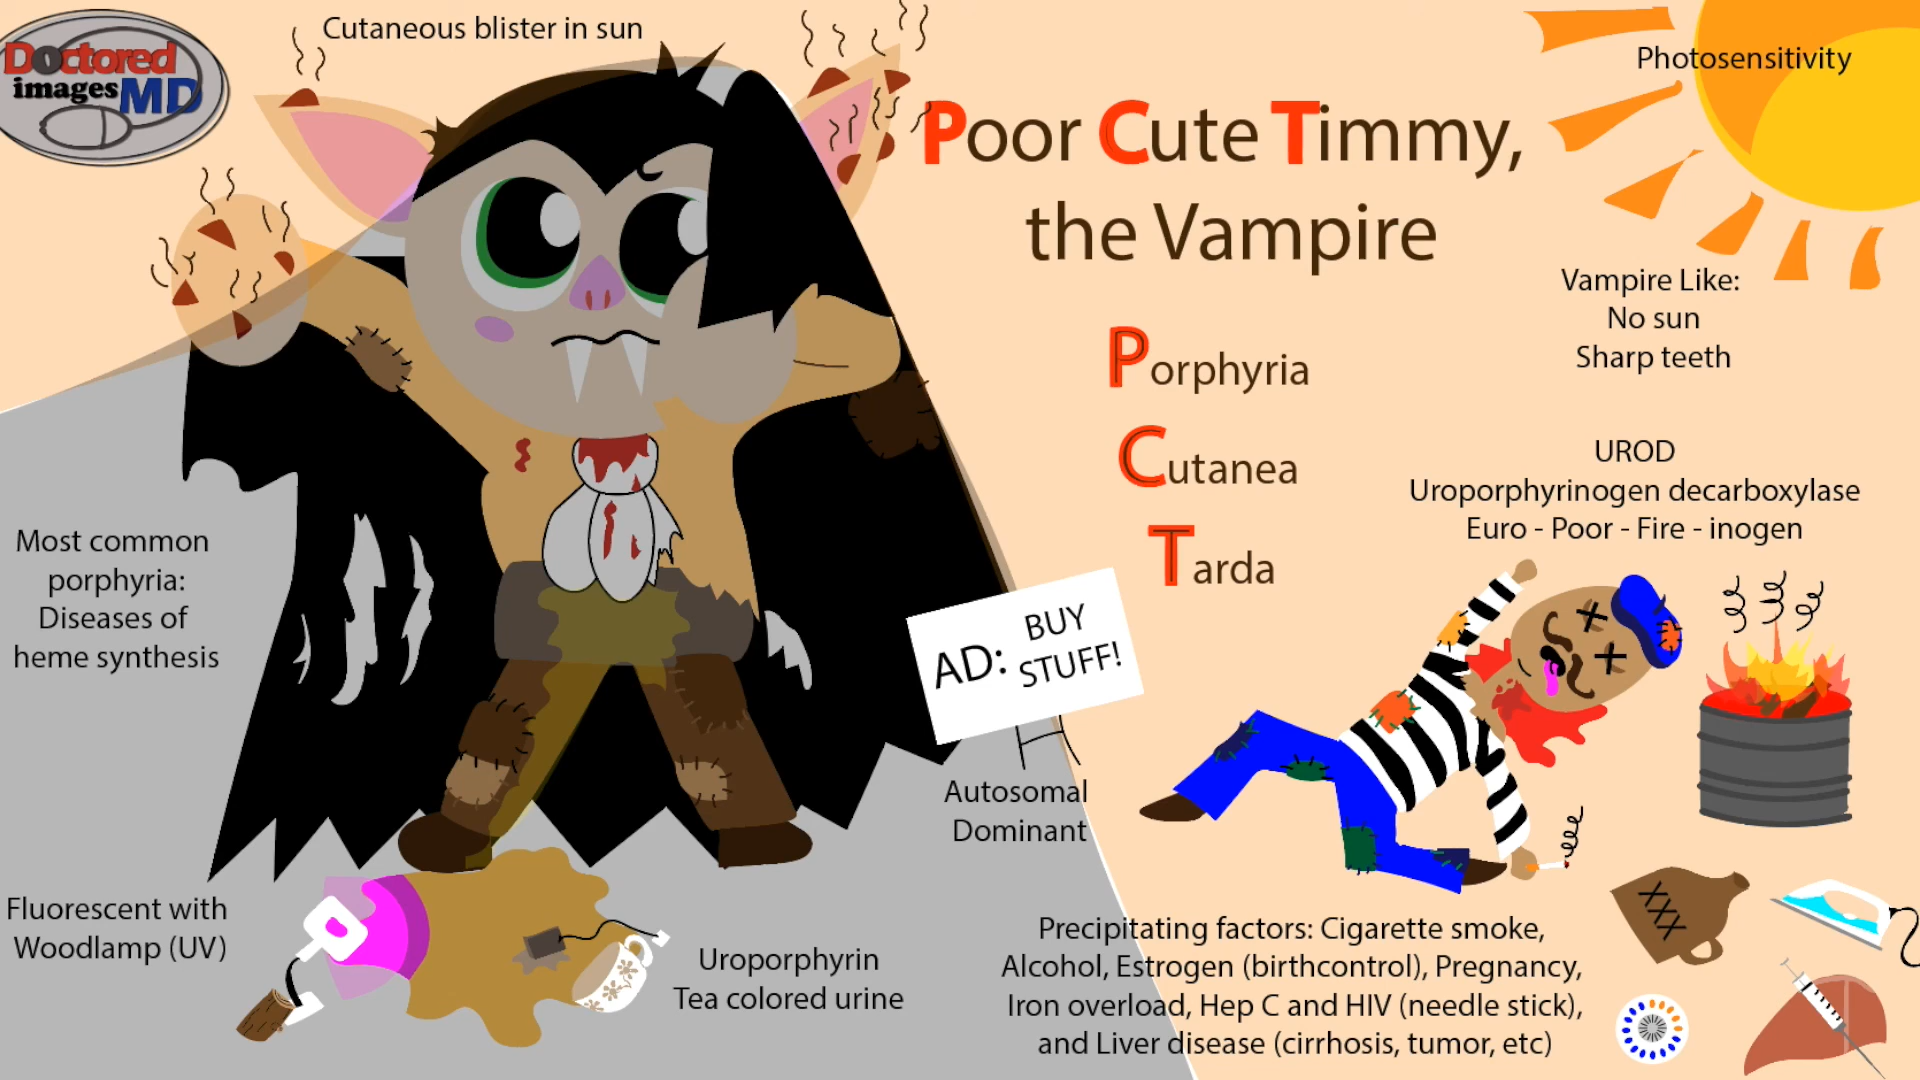 Doctored
images MD
Cutaneous blister in sun
Photosensitivity
Poor Cute Timmy,
the Vampire
Vampire Like:
No sun
Sharp teeth
Porphyria
Cutanea
Tarda
UROD
Uroporphyrinogen decarboxylase
Euro - Poor - Fire - inogen
Most common
porphyria:
Diseases of
heme synthesis
AD: BUY
STUFF!
Autosomal
Dominant
Fluorescent with
Woodlamp (UV)
Uroporphyrin
Tea colored urine
Precipitating factors: Cigarette smoke,
Alcohol, Estrogen (birthcontrol), Pregnancy,
Iron overload, Hep C and HIV (needle stick),
and Liver disease (cirrhosis, tumor, etc)
XXX